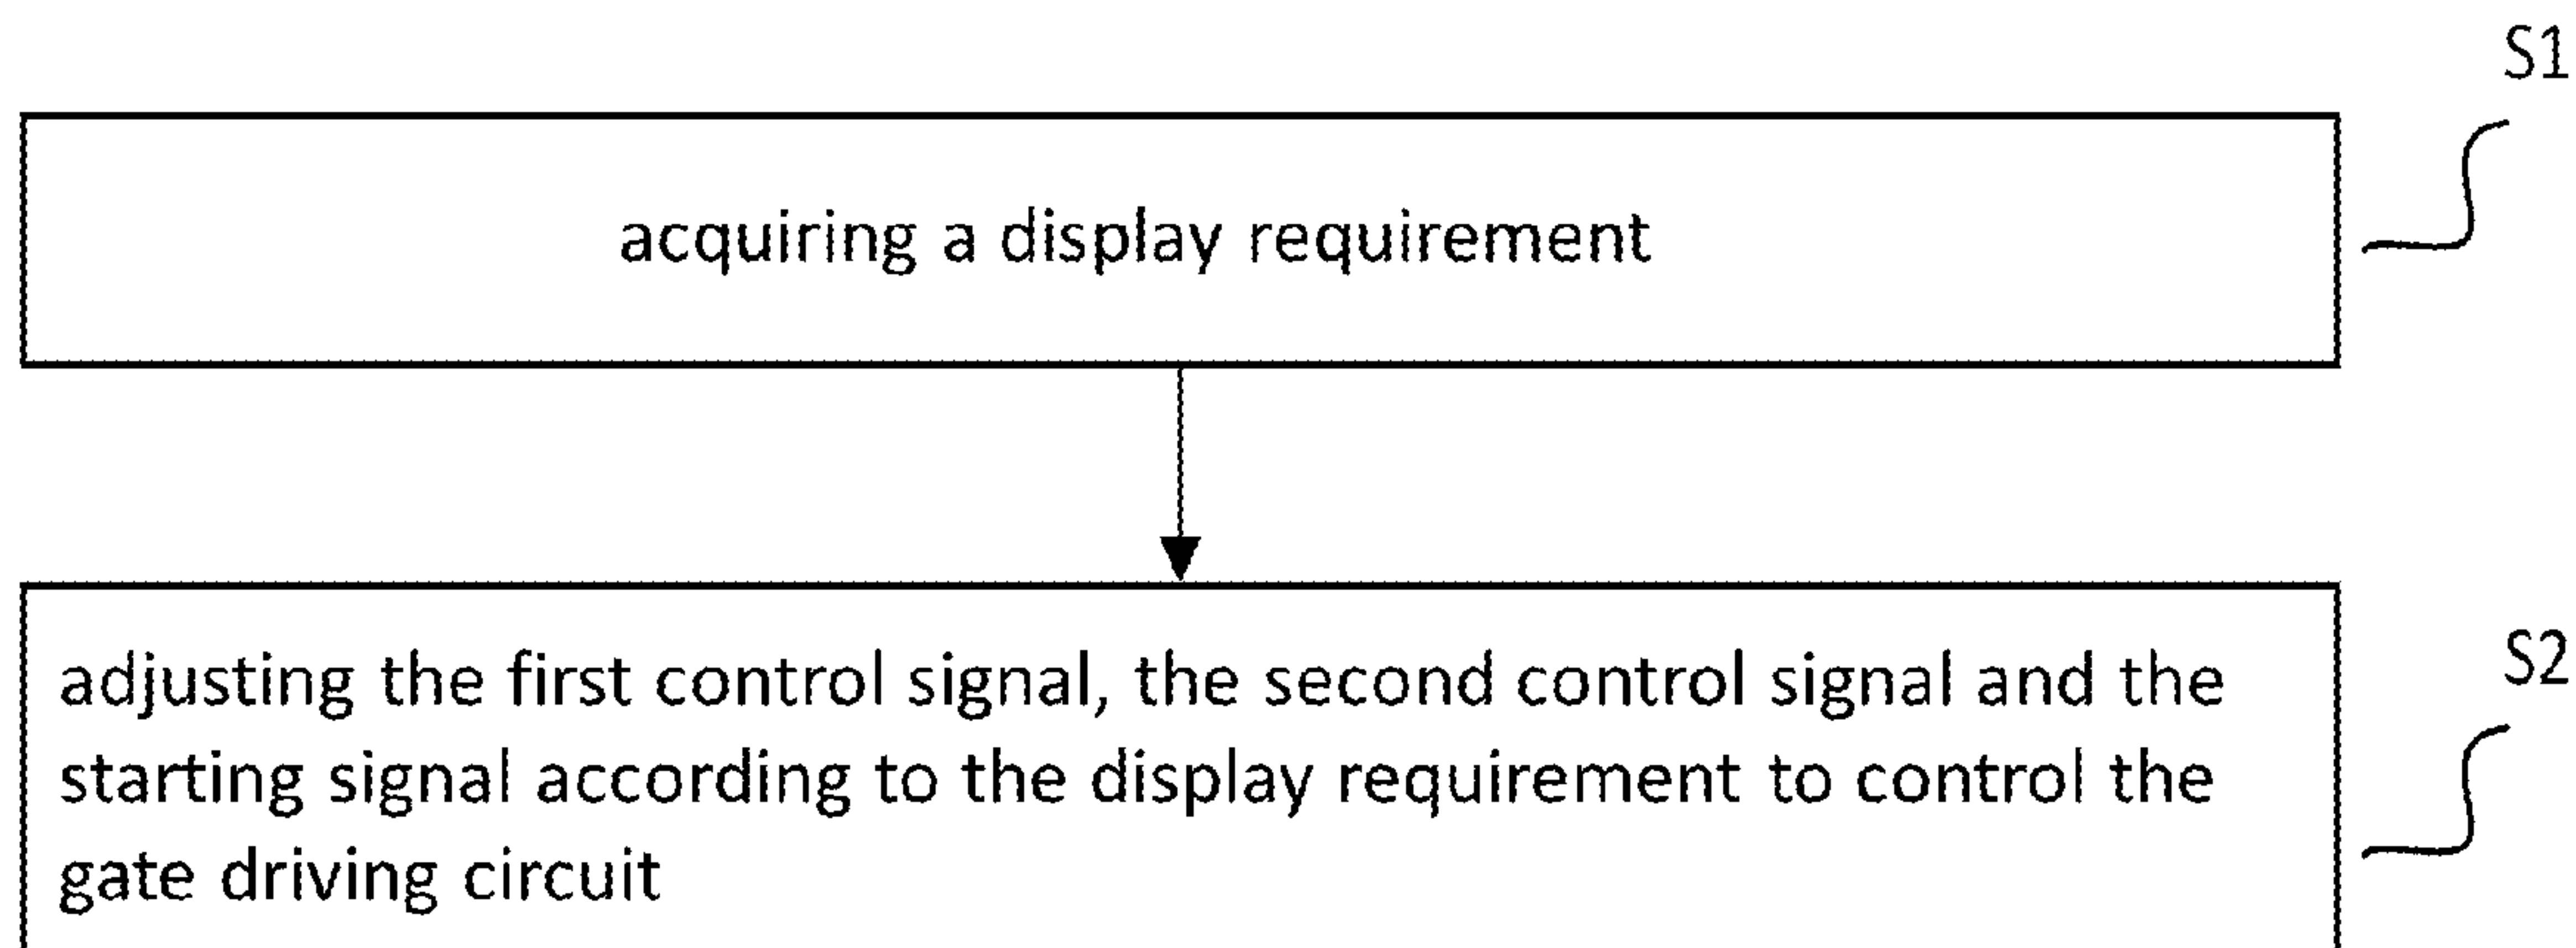 S1
acquiring a display requirement
adjusting the first control signal, the second control signal and the
S2
starting signal according to the display requirement to control the
gate driving circuit